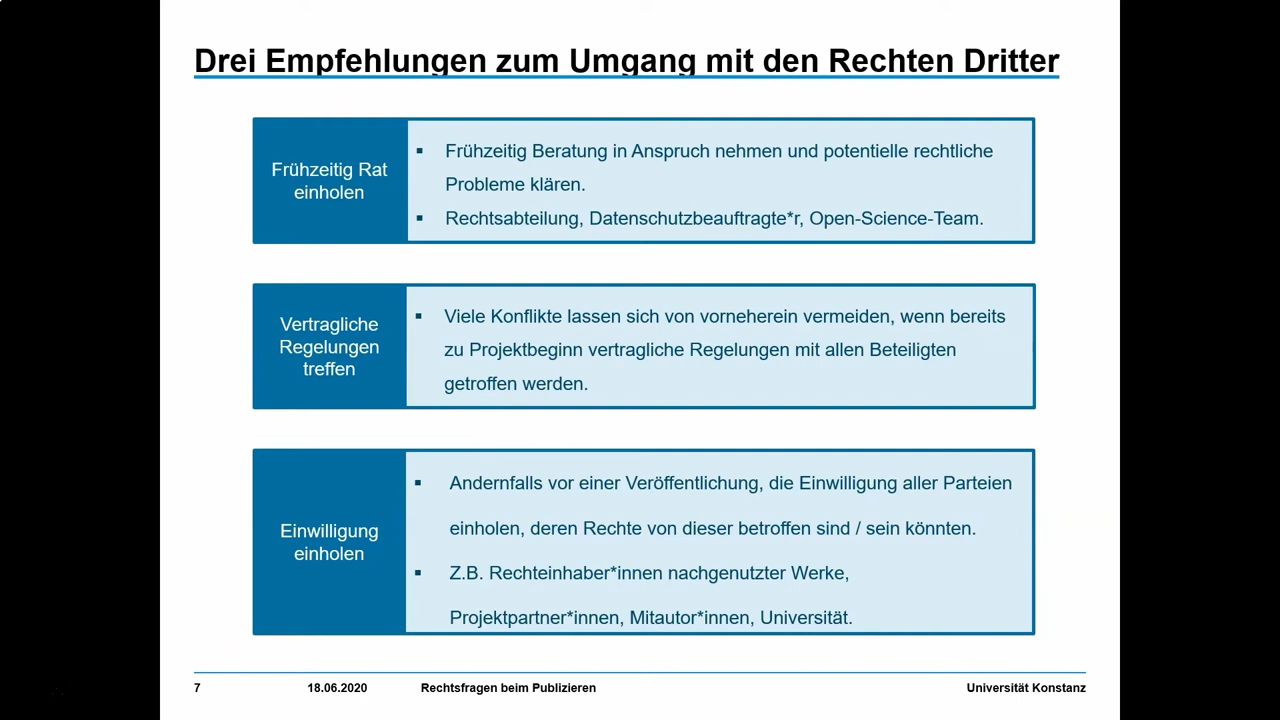 Drei Empfehlungen zum Umgang mit den Rechten Dritter
Frühzeitig Rat
einholen
▪ Frühzeitig Beratung in Anspruch nehmen und potentielle rechtliche
Probleme klären.
▪ Rechtsabteilung, Datenschutzbeauftragte*r, Open-Science-Team.
Vertragliche
Regelungen
treffen
▪ Viele Konflikte lassen sich von vorneherein vermeiden, wenn bereits
zu Projektbeginn vertragliche Regelungen mit allen Beteiligten
getroffen werden.
Einwilligung
einholen
▪ Andernfalls vor einer Veröffentlichung, die Einwilligung aller Parteien
einholen, deren Rechte von dieser betroffen sind / sein könnten.
▪ Z.B. Rechteinhaber*innen nachgenutzter Werke,
Projektpartner*innen, Mitautor*innen, Universität.
7 18.06.2020 Rechtsfragen beim Publizieren Universität Konstanz